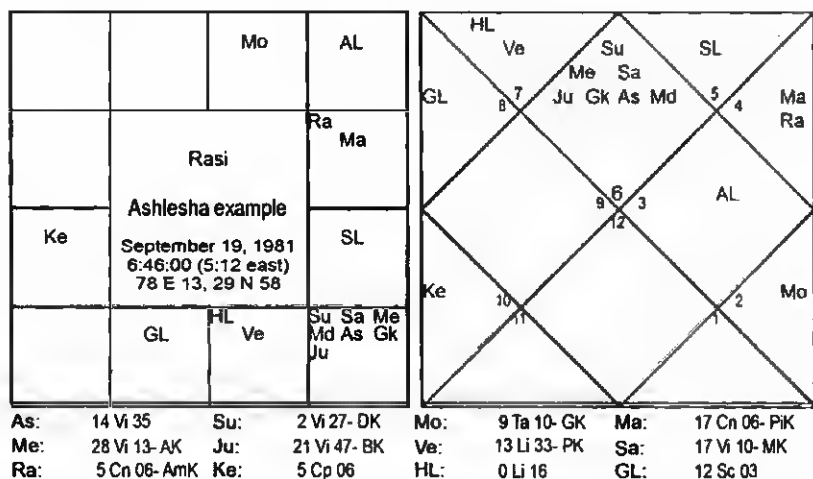 Mo
AL
Ra
Ma
Rasi
Ashlesha example
September 19, 1981
6:46:00 (5:12 east)
78 E 13, 29 N 58
Ke
SL
GL
HL
Ve
Su Sa Me
Md As Gk
Ju
HL
Ve
Su
SL
Me Sa
GL
7
8
Ju Gk As Md
5
4
Ma
Ra
6
9
3
12
AL
Ke
10
11
2
1
Mo
As: 14 Vi 35 Su: 2 Vi 27- DK Mo: 9 Ta 10- GK Ma: 17 Cn 06- PiK
Me: 28 Vi 13- AK Ju: 21 Vi 47- BK Ve: 13 Li 33- PK Sa: 17 Vi 10- MK
Ra: 5 Cn 06- AmK Ke: 5 Cp 06 HL: 0 Li 16 GL: 12 Sc 03